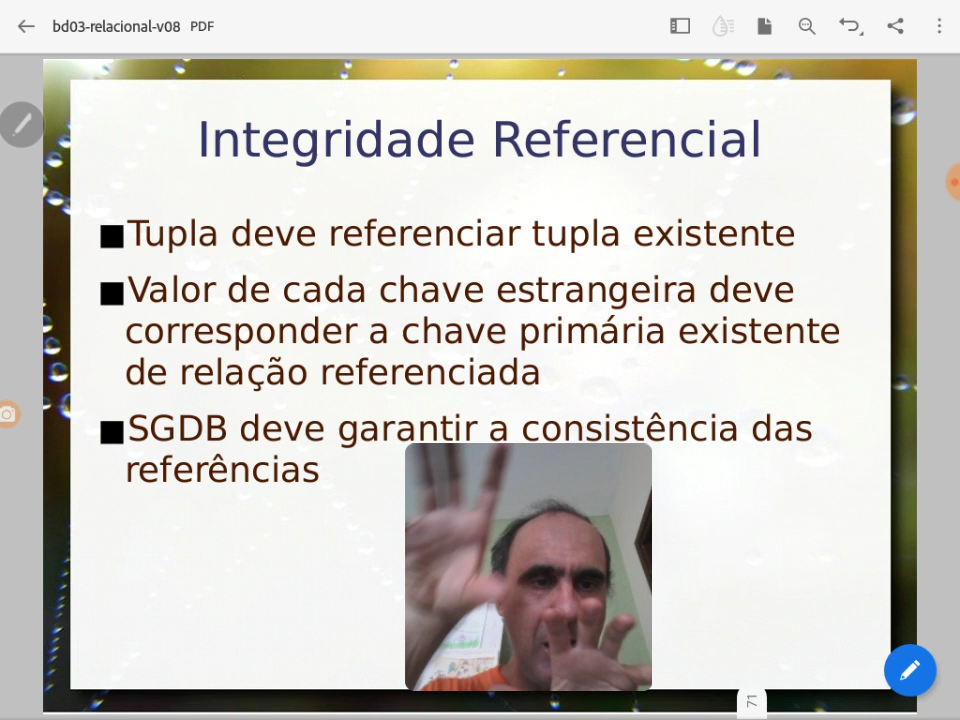 bd03-relacional-v08 PDF
Integridade Referencial
Tupla deve referenciar tupla existente
Valor de cada chave estrangeira deve
corresponder a chave primária existente
de relação referenciada
SGDB deve garantir a consistência das
referências
71